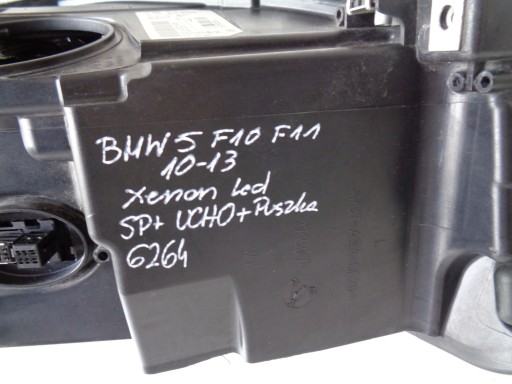 BMW 5 F10 F11
10-13
Xenon led
SP+ UCHO+Puszka
6264